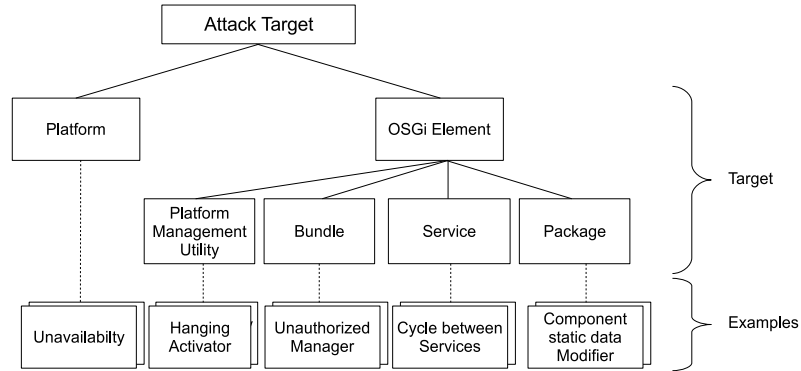 Attack Target
Platform
OSGi Element
Target
Platform
Management
Utility
Bundle
Service
Package
Unavailabilty
Hanging
Activator
Unauthorized
Manager
Cycle between
Services
Component
static data
Modifier
Examples